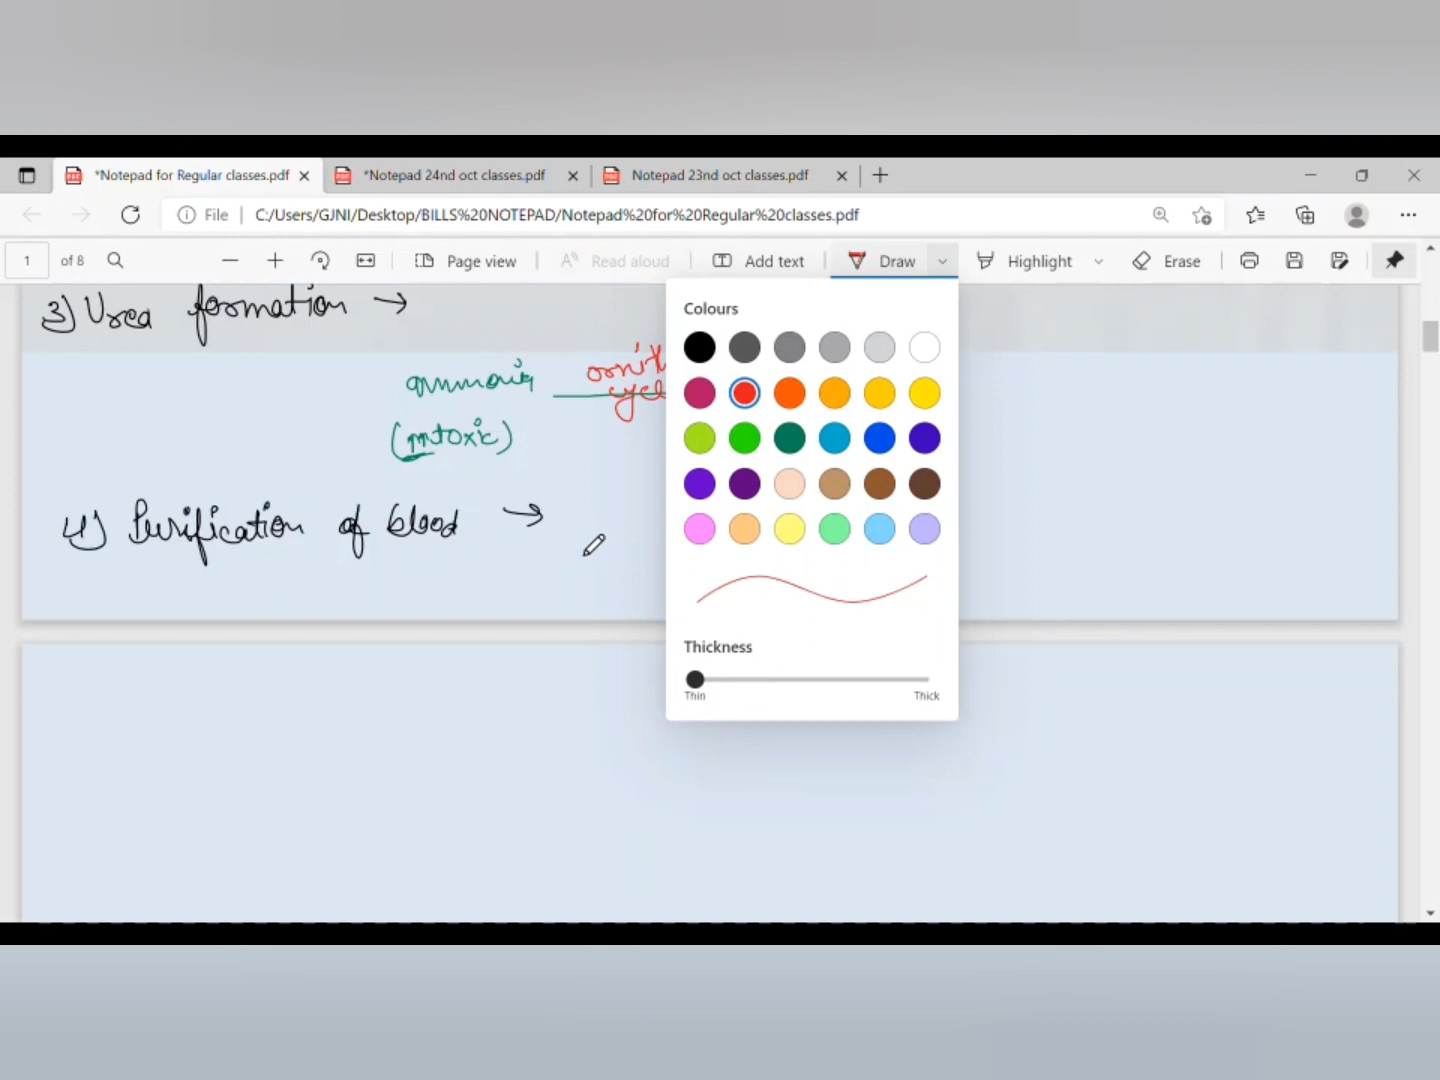 *Notepad for Regular classes.pdf
*Notepad 24nd oct classes.pdf
Notepad 23nd oct classes.pdf
File
C:/Users/GJNI/Desktop/BILLS%20NOTEPAD/Notepad%20for%20Regular%20classes.pdf
1 of 8
Page view
Read aloud
Add text
Draw
Highlight
Erase
3) Urea formation →
ammonia
(toxic)
4) Purification of blood →
Colours
Thickness
Thin
Thick